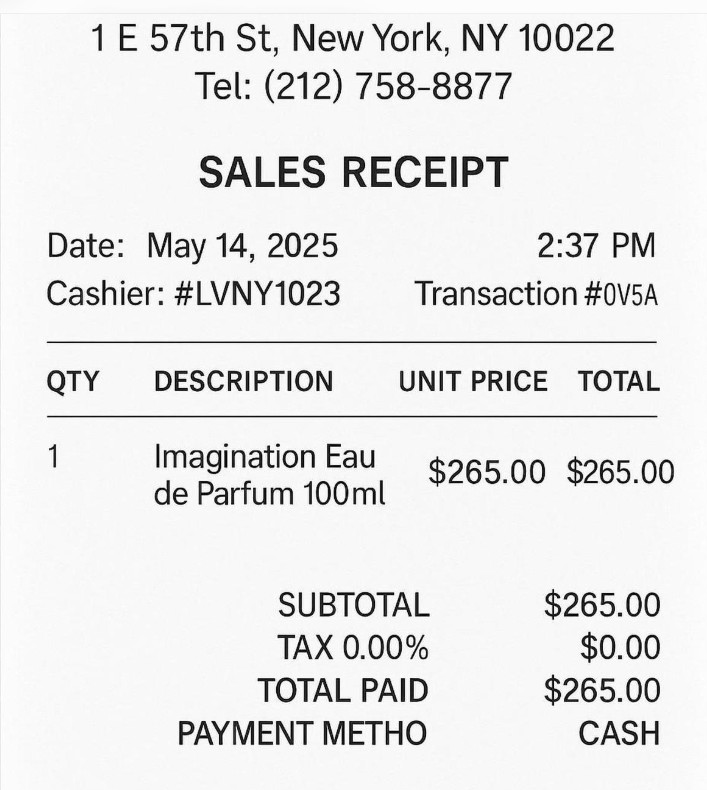 1 E 57th St, New York, NY 10022
Tel: (212) 758-8877
SALES RECEIPT
Date: May 14, 2025 2:37 PM
Cashier: #LVNY1023 Transaction #0V5A
QTY DESCRIPTION UNIT PRICE TOTAL
1 Imagination Eau $265.00 $265.00
de Parfum 100ml
SUBTOTAL $265.00
TAX 0.00% $0.00
TOTAL PAID $265.00
PAYMENT METHO CASH